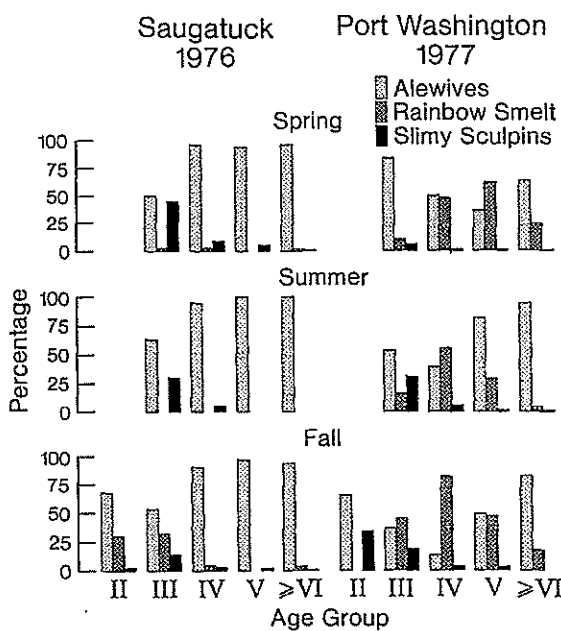 Saugatuck
1976
Port Washington
1977
Alewives
Rainbow Smelt
Slimy Sculpins
Spring
100
75
50
25
0
Summer
100
75
50
25
0
Percentage
Fall
100
75
50
25
0
II III IV V ⩾VI II III IV V ⩾VI
Age Group